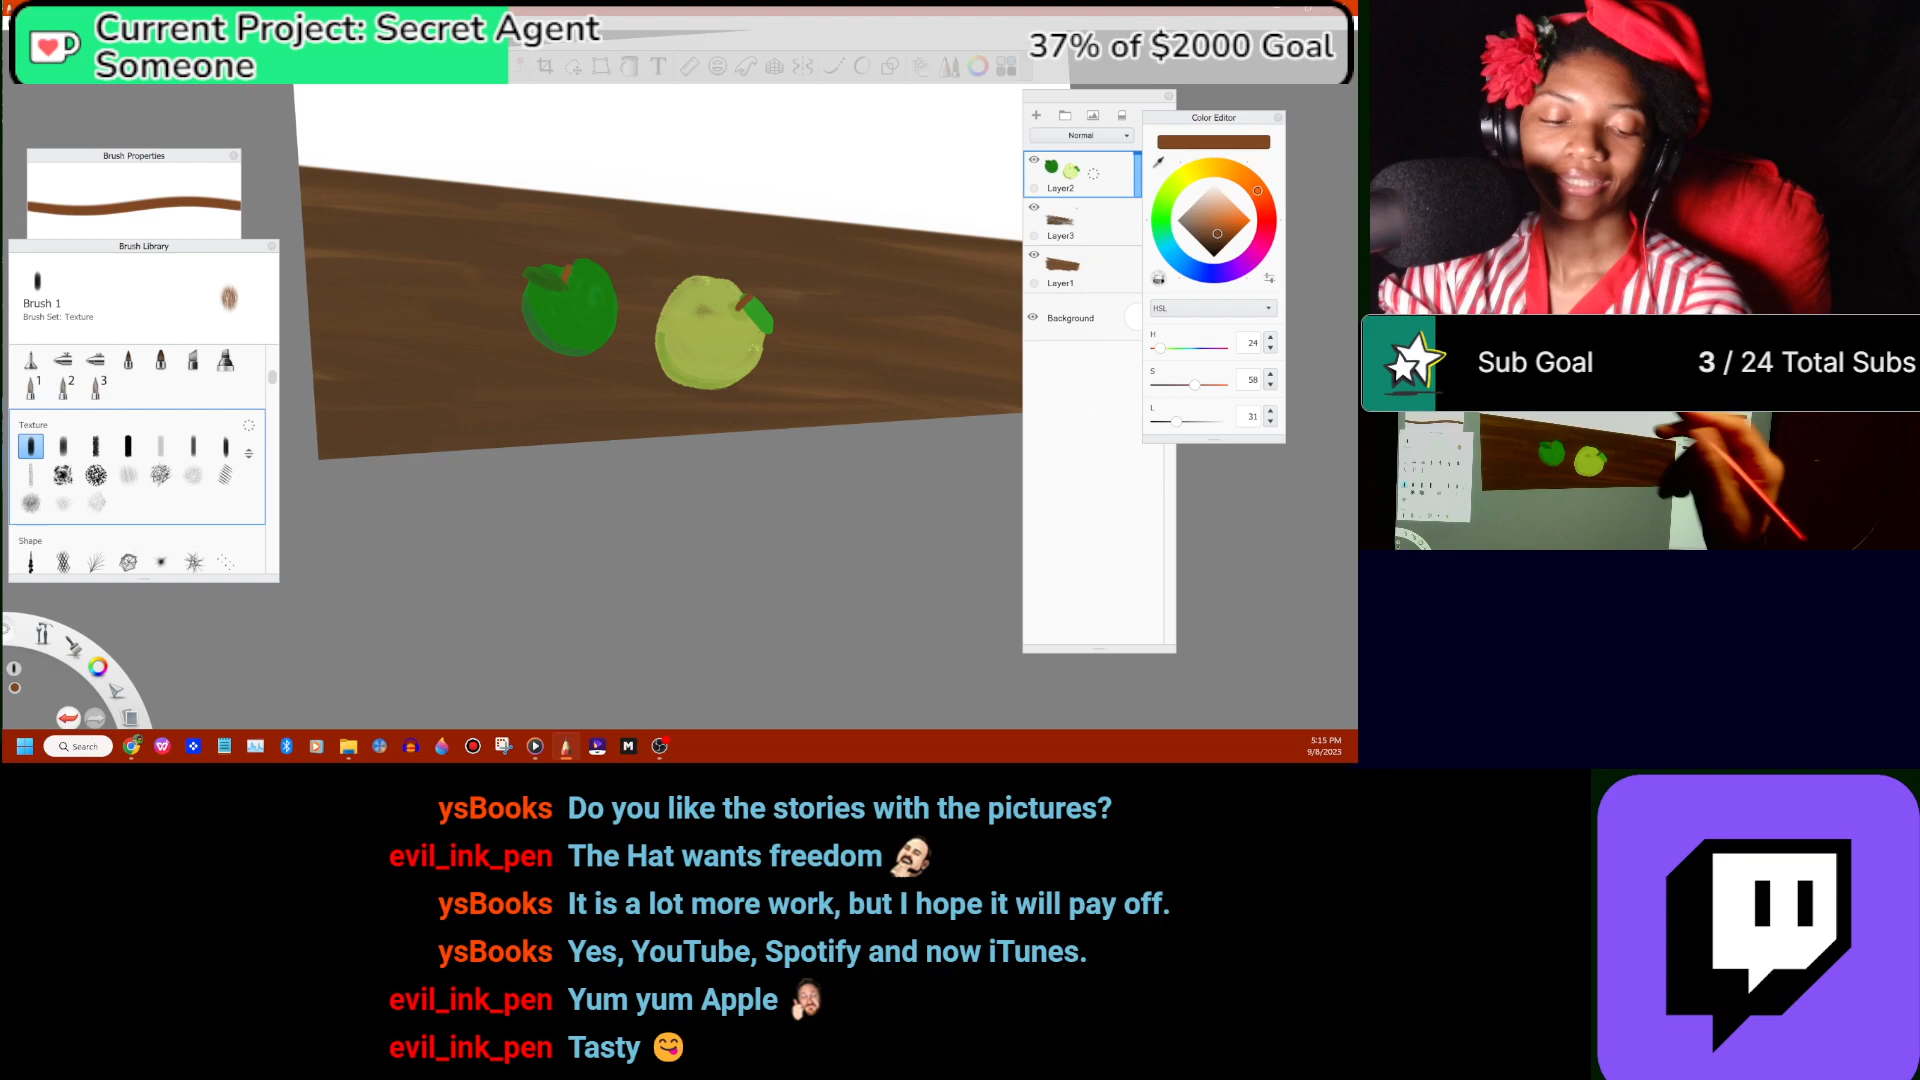 Current Project: Secret Agent
Someone
37% of $2000 Goal
Brush Properties
Brush Library
Brush 1
Brush Set: Texture
1 2 3
Texture
Shape
Normal
Layer2
Layer3
Layer1
Background
Color Editor
HSL
H 24
S 58
L 31
Sub Goal 3 / 24 Total Subs
Search
5:15 PM
9/8/2023
ysBooks Do you like the stories with the pictures?
evil_ink_pen The Hat wants freedom
ysBooks It is a lot more work, but I hope it will pay off.
ysBooks Yes, YouTube, Spotify and now iTunes.
evil_ink_pen Yum yum Apple
evil_ink_pen Tasty 😋